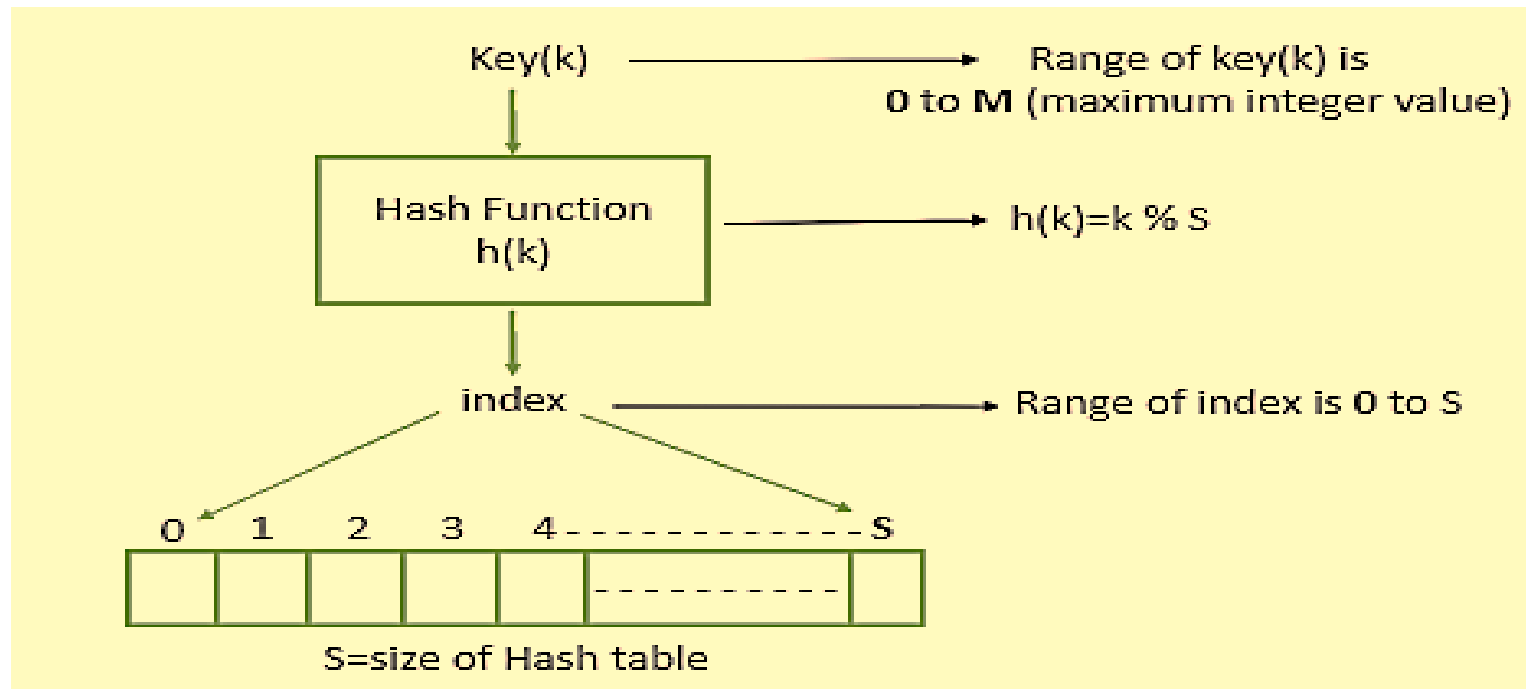 Key(k)
Range of key(k) is
0 to M (maximum integer value)
Hash Function
h(k)
h(k)=k % S
index
Range of index is 0 to S
0 1 2 3 4 S
S=size of Hash table